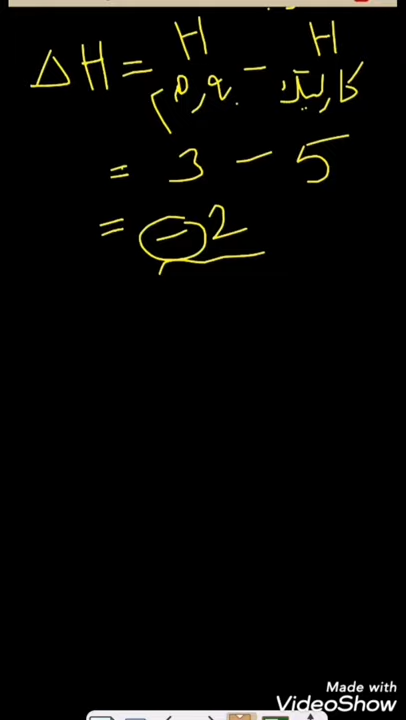 ΔH = H − H
= 3 − 5
= −2
Made with
VideoShow